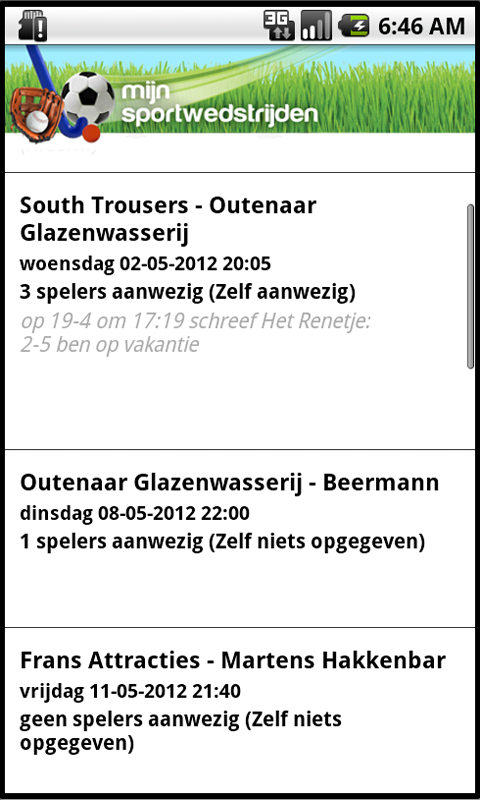 3G
6:46 AM
mijn
sportwedstrijden
South Trousers - Outenaar
Glazenwasserij
woensdag 02-05-2012 20:05
3 spelers aanwezig (Zelf aanwezig)
op 19-4 om 17:19 schreef Het Renetje:
2-5 ben op vakantie
Outenaar Glazenwasserij - Beermann
dinsdag 08-05-2012 22:00
1 spelers aanwezig (Zelf niets opgegeven)
Frans Attracties - Martens Hakkenbar
vrijdag 11-05-2012 21:40
geen spelers aanwezig (Zelf niets
opgegeven)